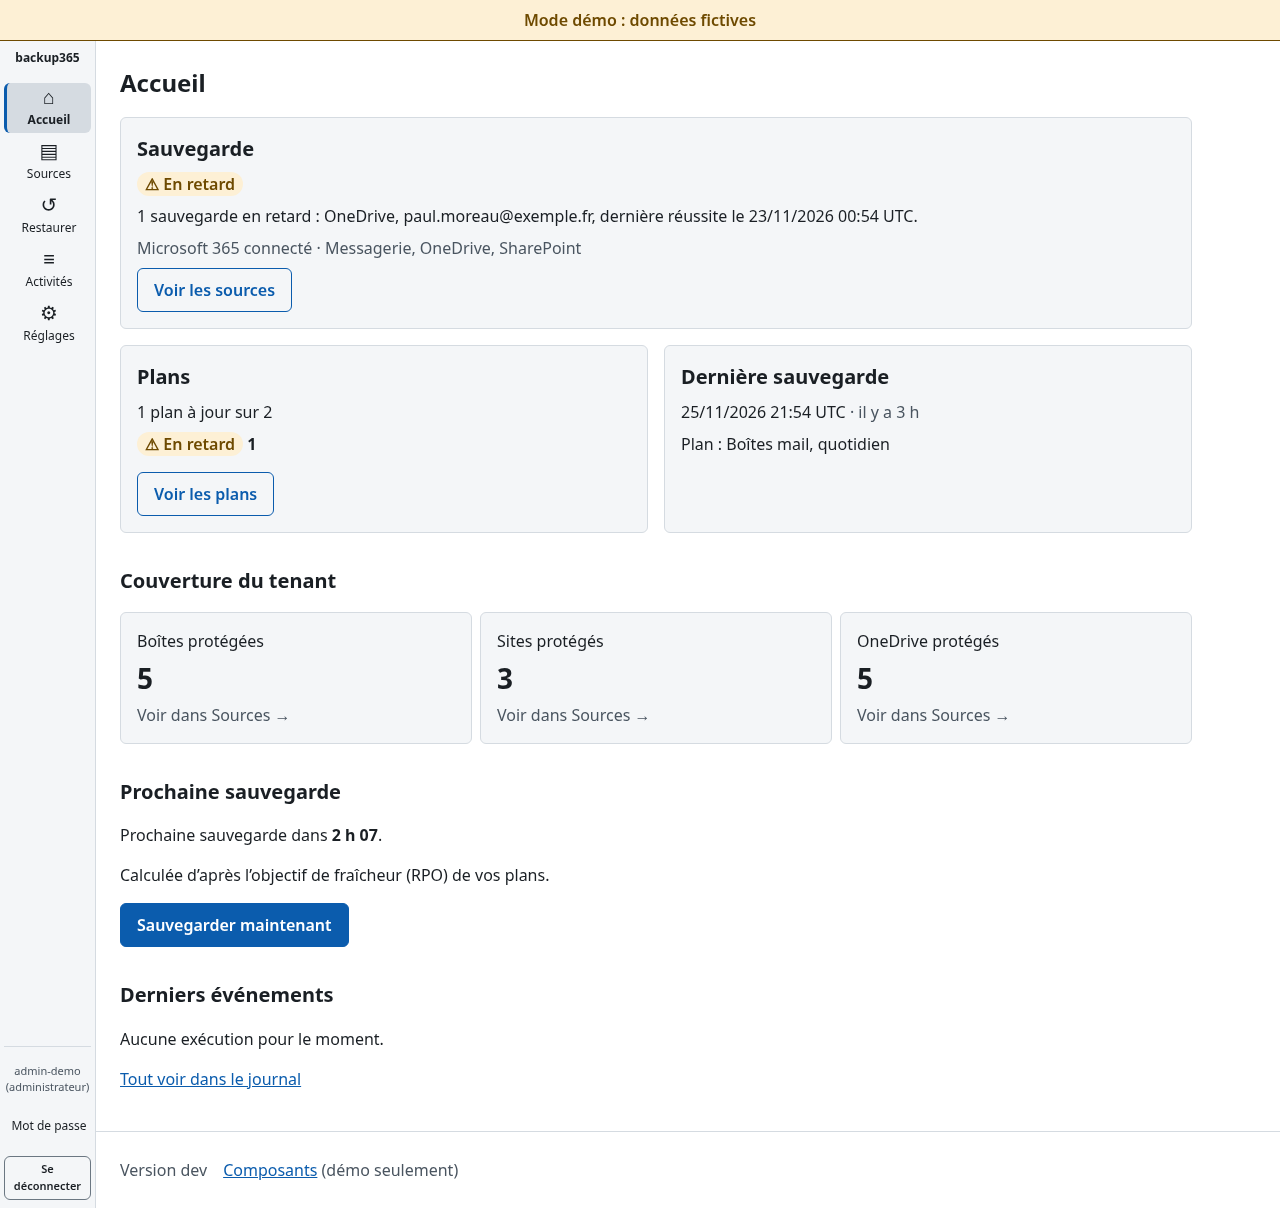 Mode démo : données fictives
backup365
Accueil
Sources
Restaurer
Activités
Réglages
admin-demo
(administrateur)
Mot de passe
Se
déconnecter
Accueil
Sauvegarde
⚠ En retard
1 sauvegarde en retard : OneDrive, paul.moreau@exemple.fr, dernière réussite le 23/11/2026 00:54 UTC.
Microsoft 365 connecté · Messagerie, OneDrive, SharePoint
Voir les sources
Plans
1 plan à jour sur 2
⚠ En retard 1
Voir les plans
Dernière sauvegarde
25/11/2026 21:54 UTC · il y a 3 h
Plan : Boîtes mail, quotidien
Couverture du tenant
Boîtes protégées
5
Voir dans Sources →
Sites protégés
3
Voir dans Sources →
OneDrive protégés
5
Voir dans Sources →
Prochaine sauvegarde
Prochaine sauvegarde dans 2 h 07.
Calculée d’après l’objectif de fraîcheur (RPO) de vos plans.
Sauvegarder maintenant
Derniers événements
Aucune exécution pour le moment.
Tout voir dans le journal
Version dev Composants (démo seulement)